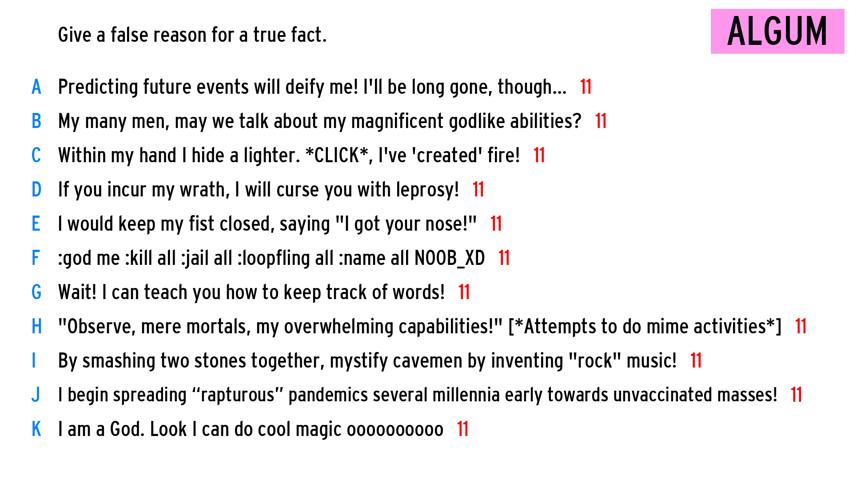 Give a false reason for a true fact.
ALGUM
A Predicting future events will deify me! I'll be long gone, though... 11
B My many men, may we talk about my magnificent godlike abilities? 11
C Within my hand I hide a lighter. *CLICK*, I've 'created' fire! 11
D If you incur my wrath, I will curse you with leprosy! 11
E I would keep my fist closed, saying "I got your nose!" 11
F :god me :kill all :jail all :loopfling all :name all NOOB_XD 11
G Wait! I can teach you how to keep track of words! 11
H "Observe, mere mortals, my overwhelming capabilities!" [*Attempts to do mime activities*] 11
I By smashing two stones together, mystify cavemen by inventing "rock" music! 11
J I begin spreading “rapturous” pandemics several millennia early towards unvaccinated masses! 11
K I am a God. Look I can do cool magic oooooooooo 11